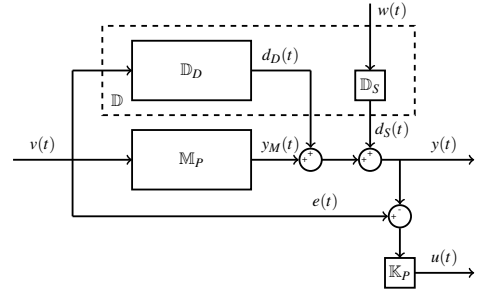 w(t)
𝔻_D
d_D(t)
𝔻_S
𝔻
d_S(t)
v(t)
𝕄_P
y_M(t)
+
+
+
+
y(t)
e(t)
-
+
𝕂_P
u(t)